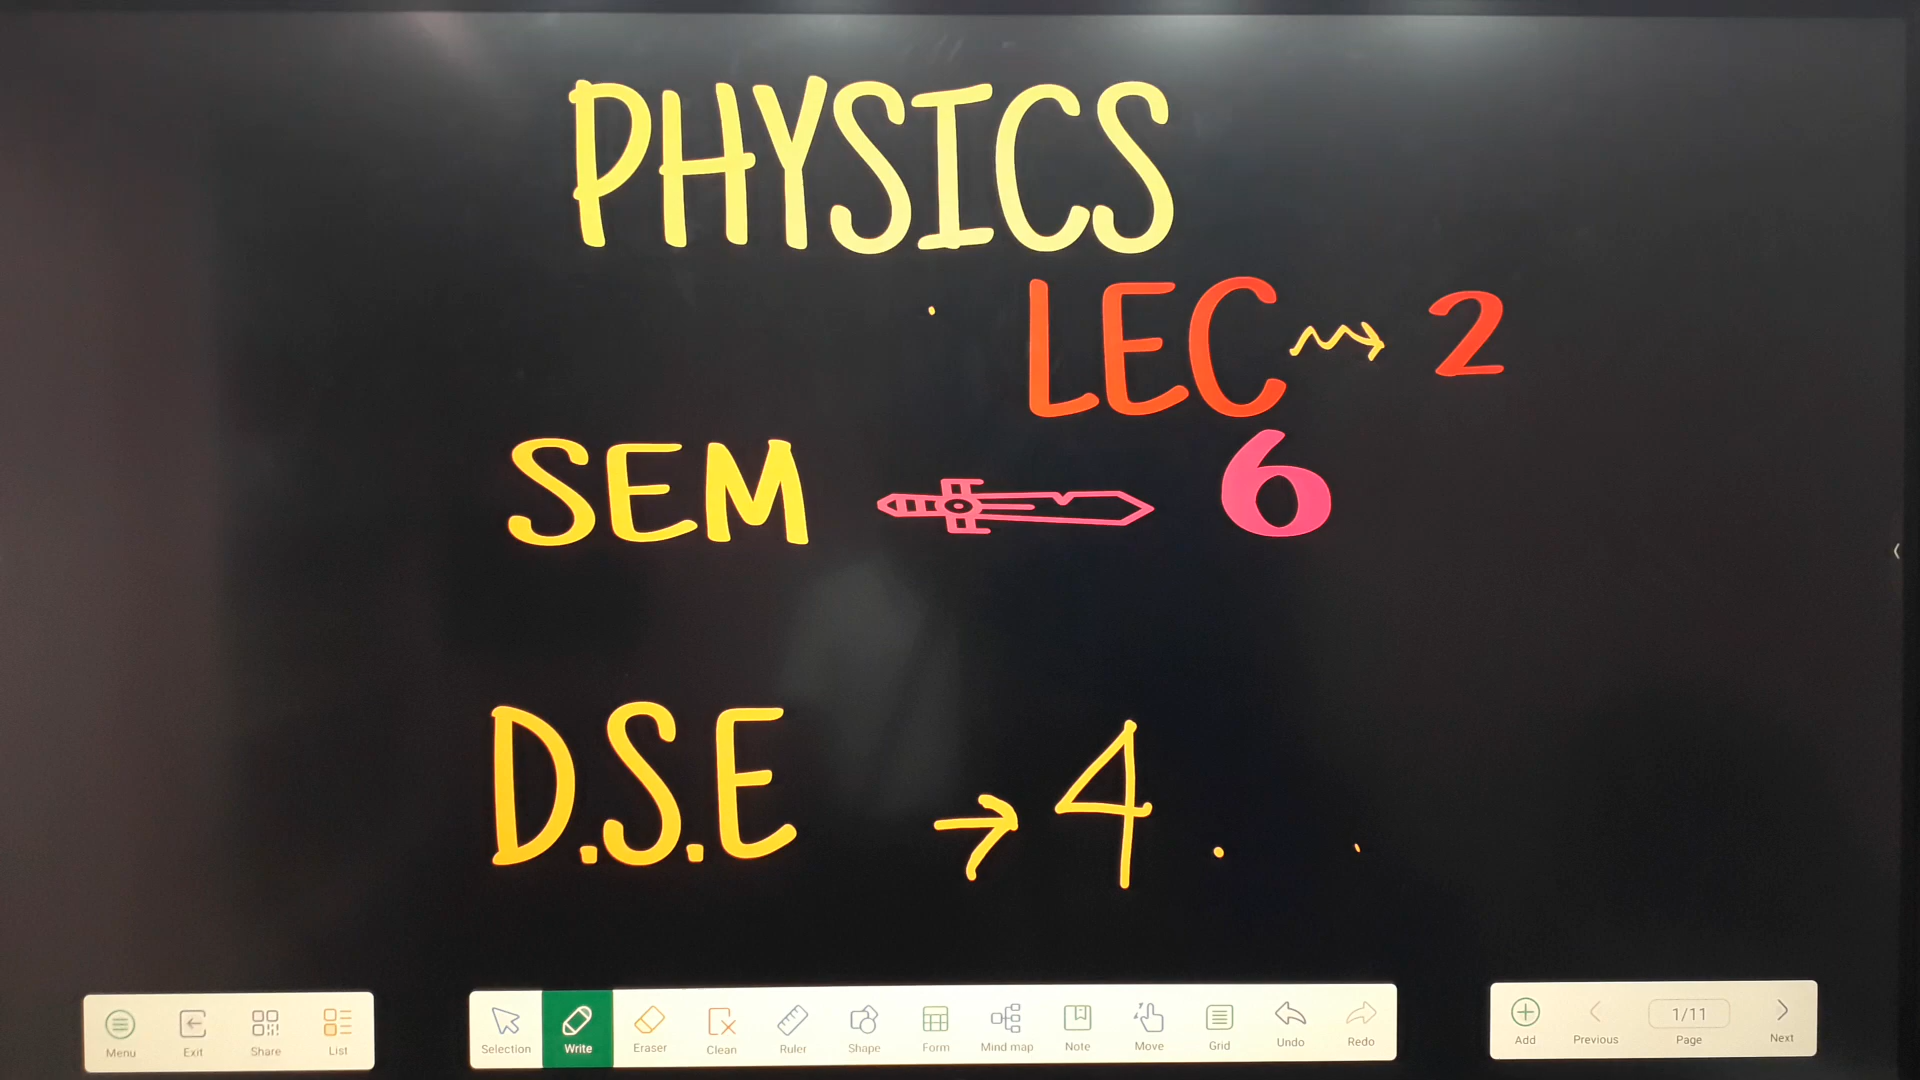 PHYSICS
LEC ⇝ 2
SEM 6
D.S.E → 4 .
Menu Exit Share List
Selection Write Eraser Clean Ruler Shape Form Mind map Note Move Grid Undo Redo
Add Previous 1/11 Page Next